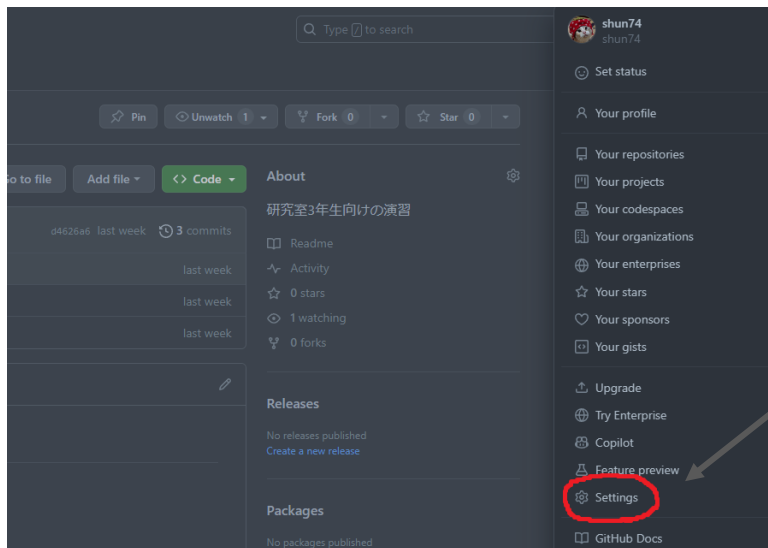 Type / to search
shun74
shun74
Set status
Your profile
Your repositories
Your projects
Your codespaces
Your organizations
Your enterprises
Your stars
Your sponsors
Your gists
Upgrade
Try Enterprise
Copilot
Feature preview
Settings
GitHub Docs
Pin
Unwatch 1
Fork 0
Star 0
Go to file
Add file
<> Code
d4626a6 last week 3 commits
last week
last week
last week
About
研究室3年生向けの演習
Readme
Activity
0 stars
1 watching
0 forks
Releases
No releases published
Create a new release
Packages
No packages published